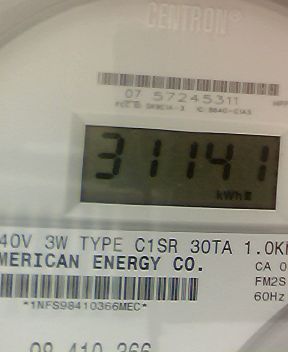 CENTRON®
07 57245311
31141
kWh
40V 3W TYPE C1SR 30TA 1.0K
MERICAN ENERGY CO.
CA 0
FM2S
60Hz
*1NFS98410366MEC*
98 410 366